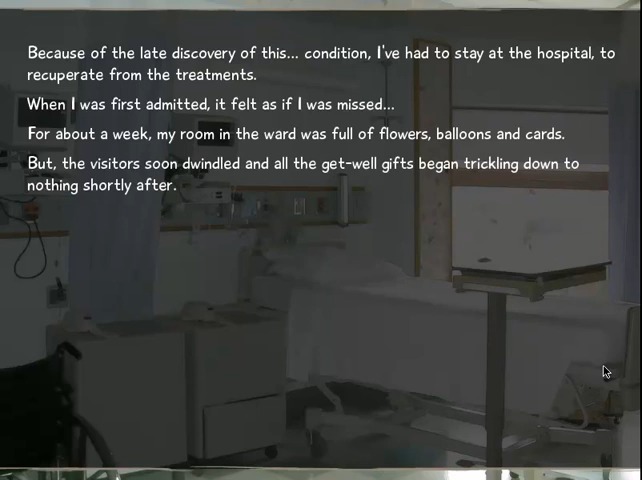 Because of the late discovery of this... condition, I've had to stay at the hospital, to
recuperate from the treatments.
When I was first admitted, it felt as if I was missed...
For about a week, my room in the ward was full of flowers, balloons and cards.
But, the visitors soon dwindled and all the get-well gifts began trickling down to
nothing shortly after.